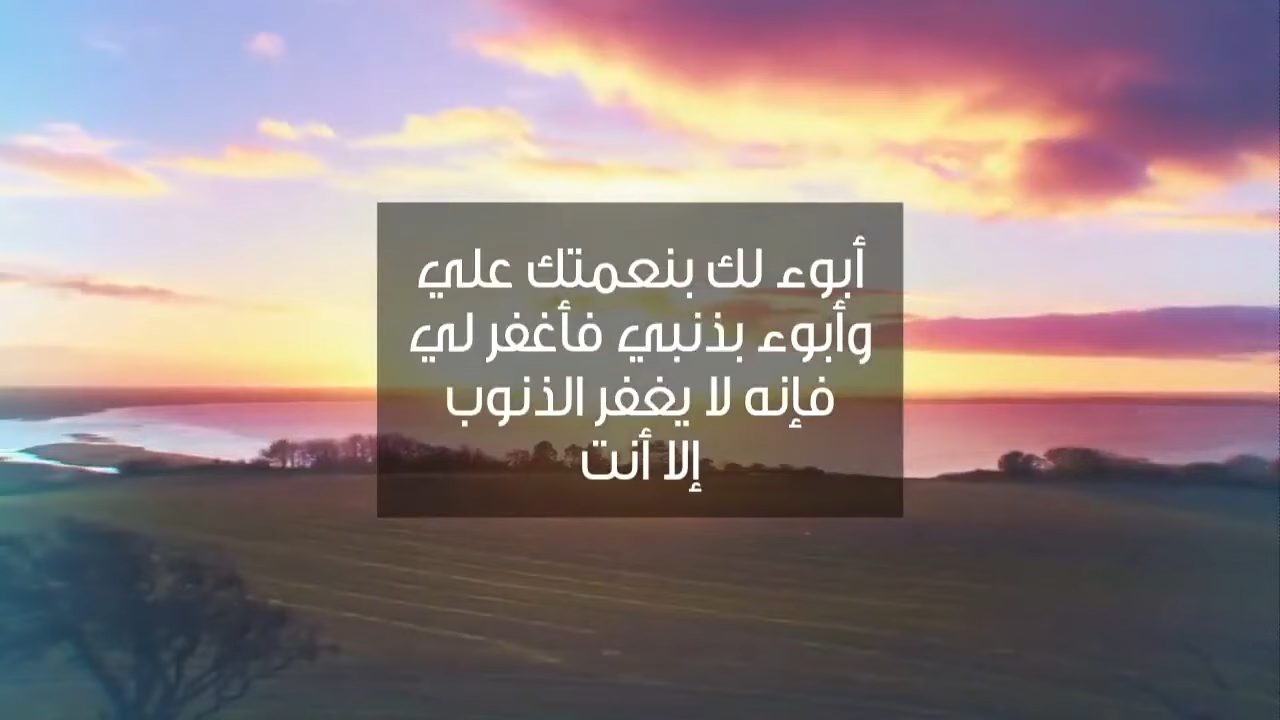 أبوء لك بنعمتك علي
وأبوء بذنبي فأغفر لي
فإنه لا يغفر الذنوب
إلا أنت